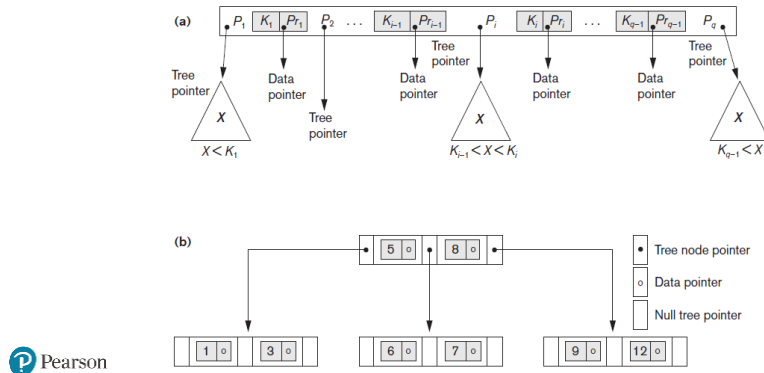 (a)
P1 K1 Pr1 P2 ... Ki–1 Pri–1 Pi Ki Pri ... Kq–1 Prq–1 Pq
Tree pointer
Data pointer
Tree pointer
Data pointer
Tree pointer
Data pointer
Data pointer
Tree pointer
X
X < K1
X
Ki–1 < X < Ki
Kq–1 < X
(b)
5 8
Tree node pointer
Data pointer
Null tree pointer
1 3 6 7 9 12
P Pearson